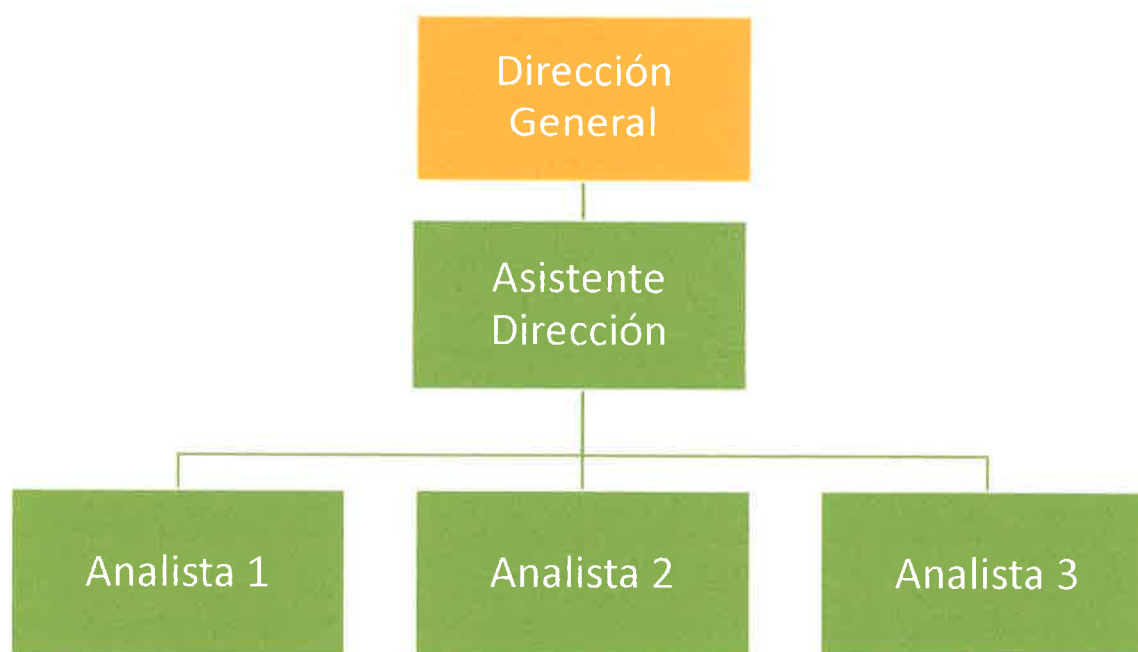 Dirección
General
Asistente
Dirección
Analista 1
Analista 2
Analista 3